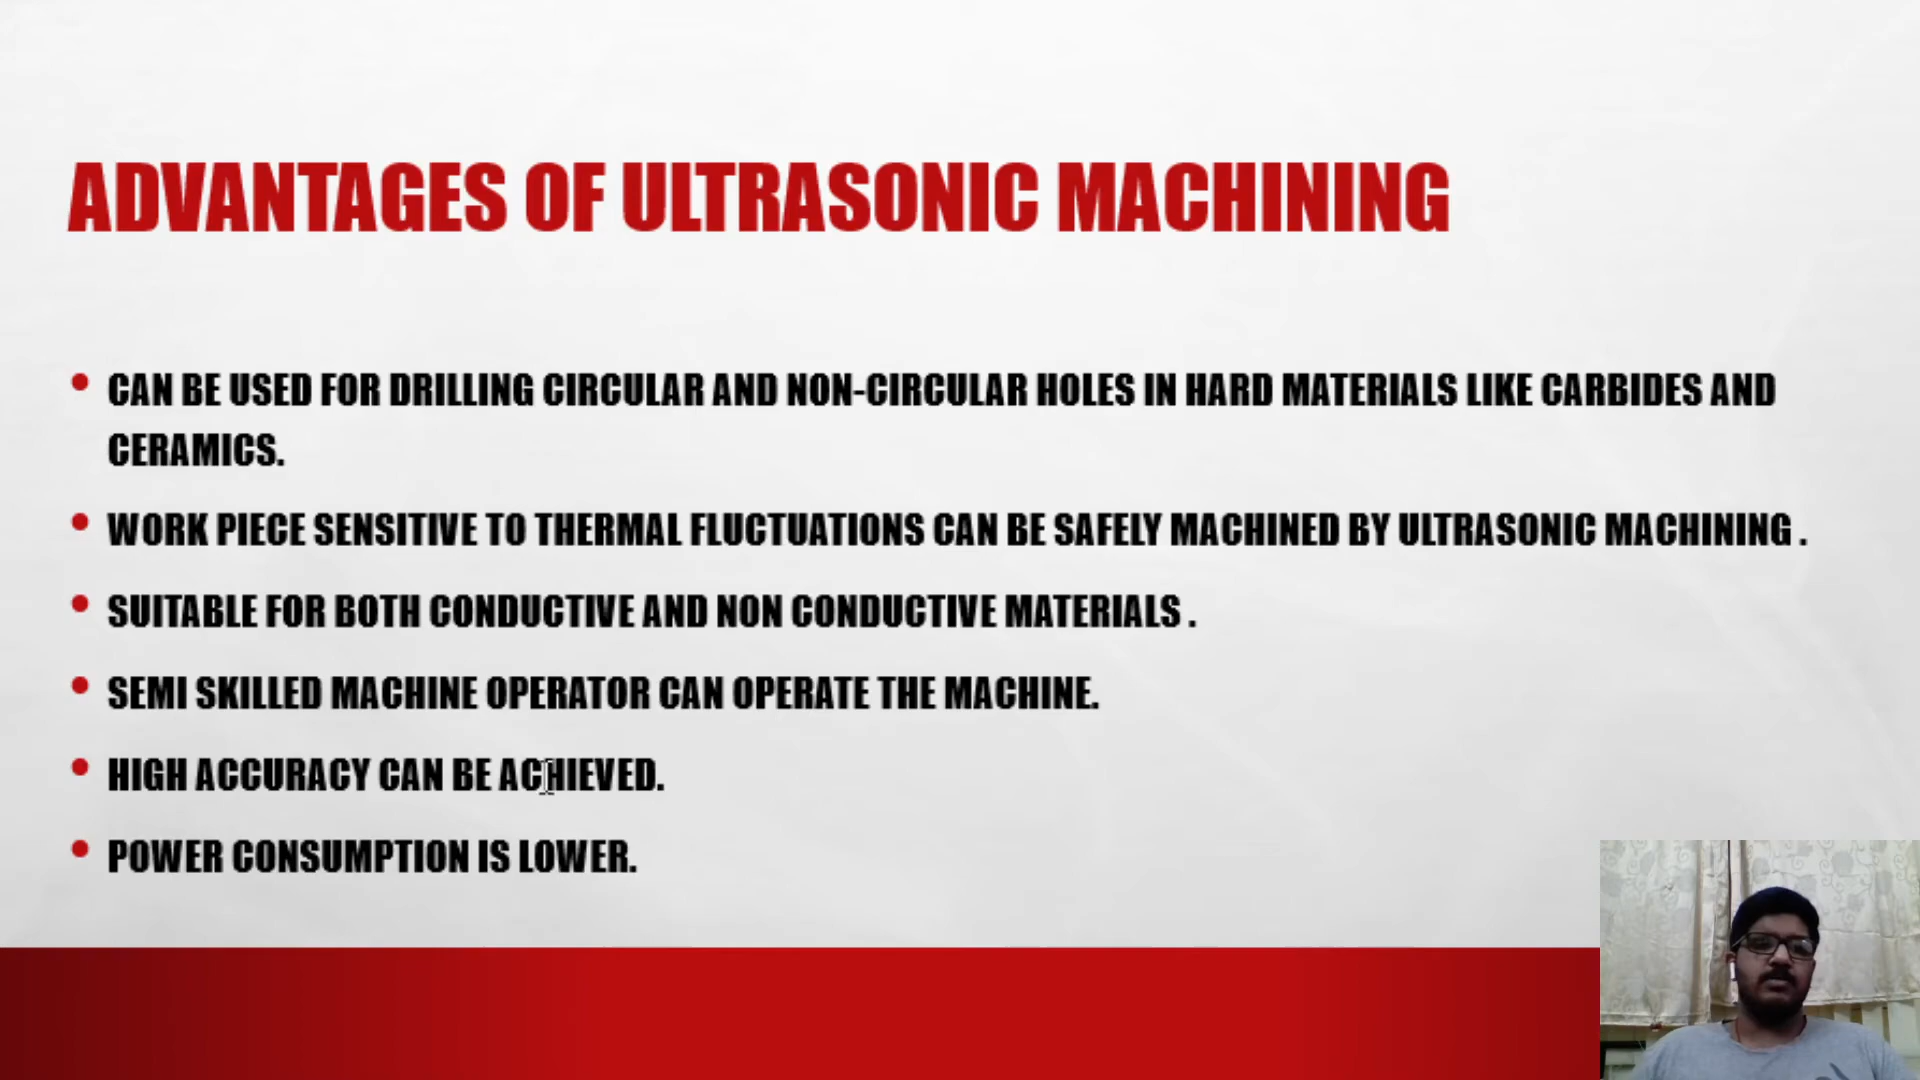 ADVANTAGES OF ULTRASONIC MACHINING
• CAN BE USED FOR DRILLING CIRCULAR AND NON-CIRCULAR HOLES IN HARD MATERIALS LIKE CARBIDES AND
CERAMICS.
• WORK PIECE SENSITIVE TO THERMAL FLUCTUATIONS CAN BE SAFELY MACHINED BY ULTRASONIC MACHINING .
• SUITABLE FOR BOTH CONDUCTIVE AND NON CONDUCTIVE MATERIALS .
• SEMI SKILLED MACHINE OPERATOR CAN OPERATE THE MACHINE.
• HIGH ACCURACY CAN BE ACHIEVED.
• POWER CONSUMPTION IS LOWER.